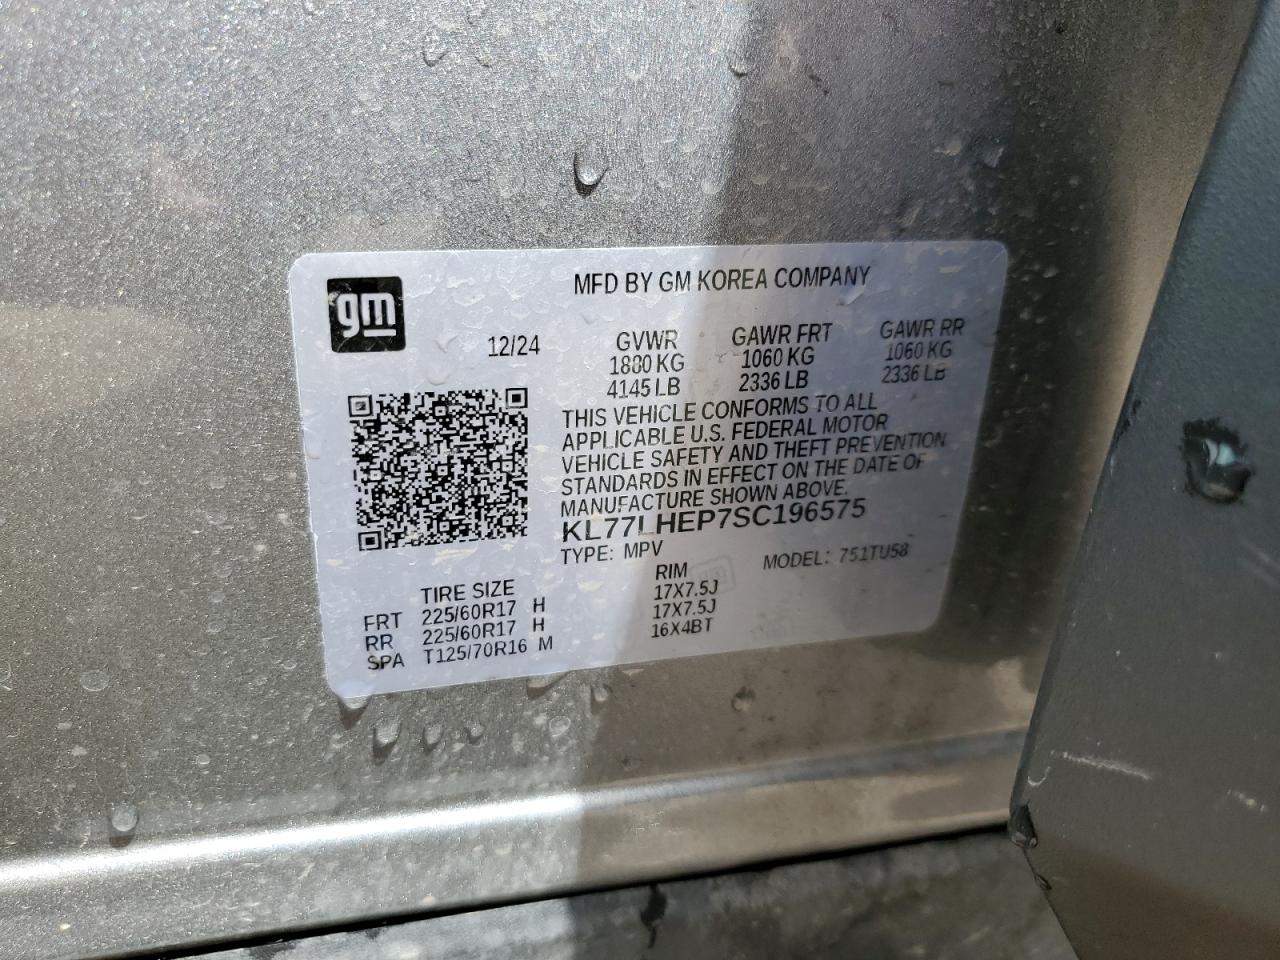 MFD BY GM KOREA COMPANY
gm
12/24
GVWR GAWR FRT GAWR RR
1880 KG 1060 KG 1060 KG
4145 LB 2336 LB 2336 LB
THIS VEHICLE CONFORMS TO ALL
APPLICABLE U.S. FEDERAL MOTOR
VEHICLE SAFETY AND THEFT PREVENTION
STANDARDS IN EFFECT ON THE DATE OF
MANUFACTURE SHOWN ABOVE.
KL77LHEP7SC196575
TYPE: MPV MODEL: 751TU58
TIRE SIZE RIM
FRT 225/60R17 H 17X7.5J
RR 225/60R17 H 17X7.5J
SPA T125/70R16 M 16X4BT